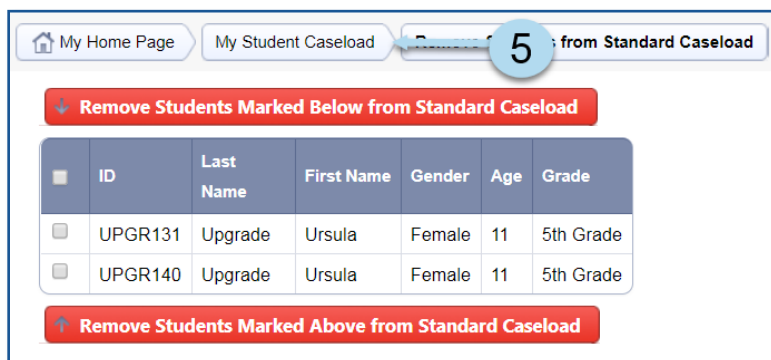 My Home Page My Student Caseload 5 from Standard Caseload
Remove Students Marked Below from Standard Caseload
ID Last Name First Name Gender Age Grade
UPGR131 Upgrade Ursula Female 11 5th Grade
UPGR140 Upgrade Ursula Female 11 5th Grade
Remove Students Marked Above from Standard Caseload